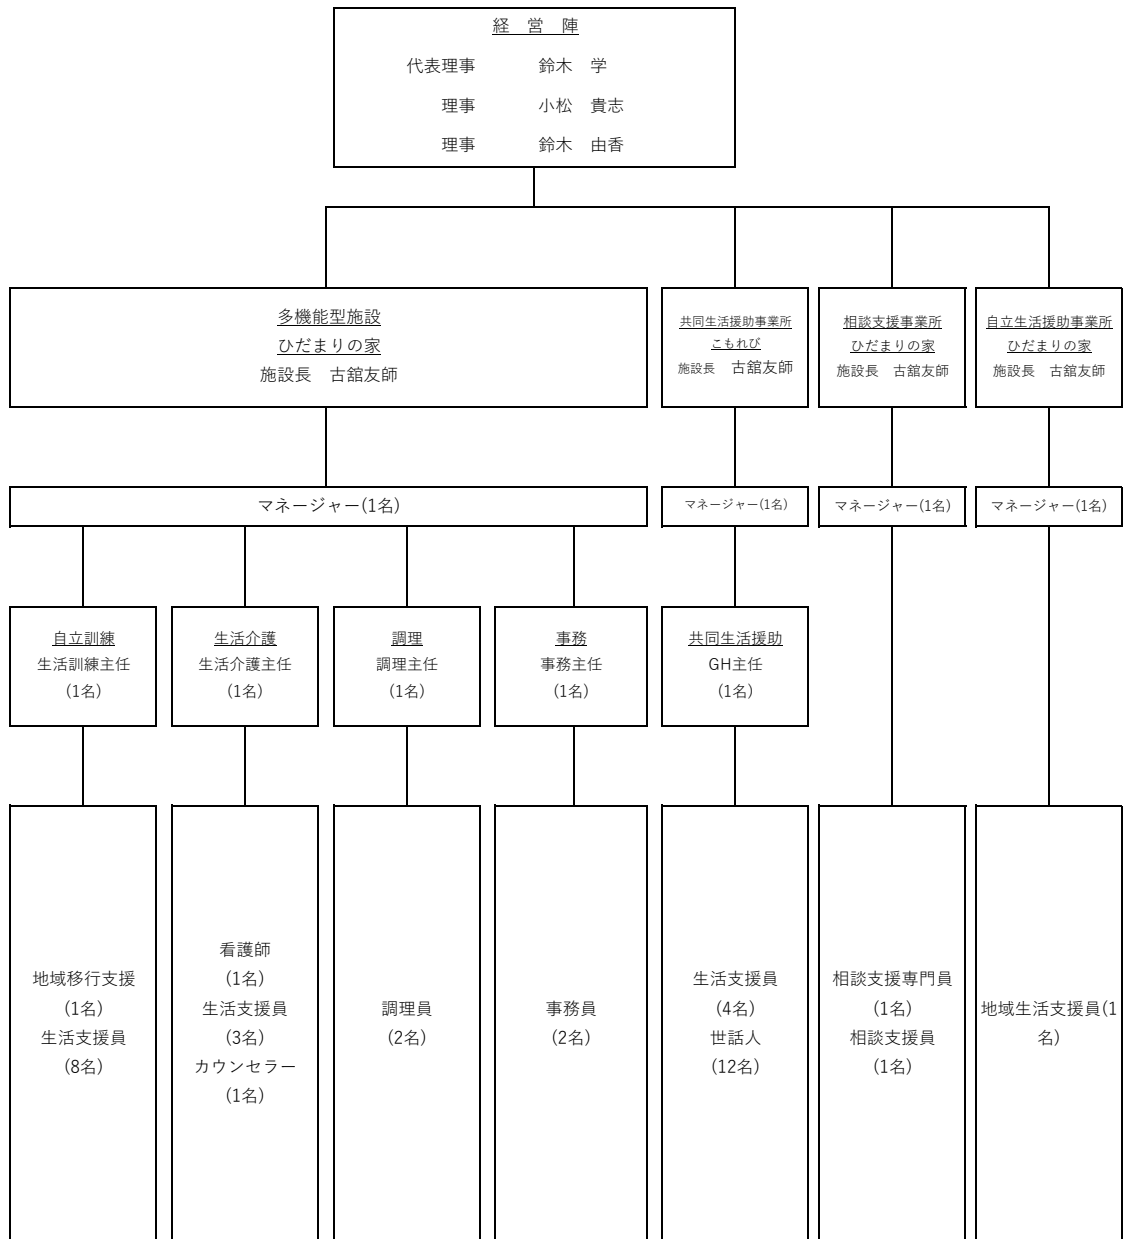 経 営 陣
代表理事 鈴木 学
理事 小松 貴志
理事 鈴木 由香
多機能型施設
ひだまりの家
施設長 古舘友師
共同生活援助事業所
こもれび
施設長 古舘友師
相談支援事業所
ひだまりの家
施設長 古舘友師
自立生活援助事業所
ひだまりの家
施設長 古舘友師
マネージャー(1名)
マネージャー(1名)
マネージャー(1名)
マネージャー(1名)
自立訓練
生活訓練主任
(1名)
生活介護
生活介護主任
(1名)
調理
調理主任
(1名)
事務
事務主任
(1名)
共同生活援助
GH主任
(1名)
地域移行支援
(1名)
生活支援員
(8名)
看護師
(1名)
生活支援員
(3名)
カウンセラー
(1名)
調理員
(2名)
事務員
(2名)
生活支援員
(4名)
世話人
(12名)
相談支援専門員
(1名)
相談支援員
(1名)
地域生活支援員(1
名)